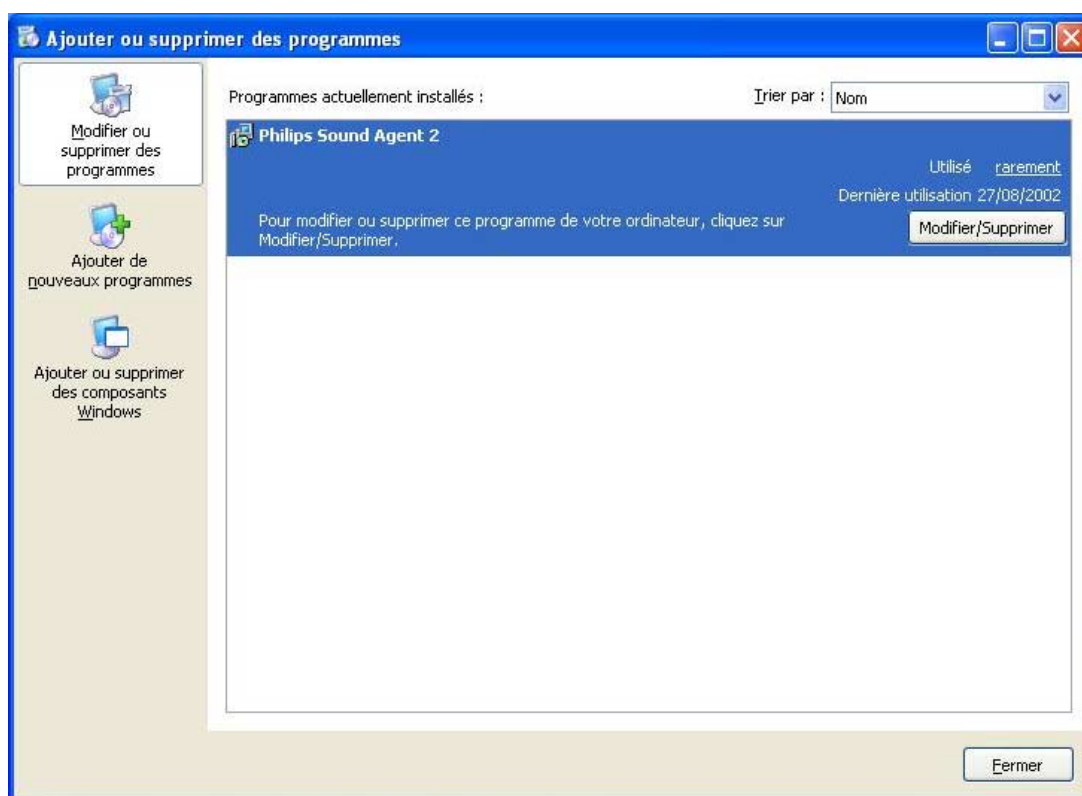 Ajouter ou supprimer des programmes
Modifier ou
supprimer des
programmes
Ajouter de
nouveaux programmes
Ajouter ou supprimer
des composants
Windows
Programmes actuellement installés :
Trier par : Nom
Philips Sound Agent 2
Utilisé rarement
Dernière utilisation 27/08/2002
Pour modifier ou supprimer ce programme de votre ordinateur, cliquez sur
Modifier/Supprimer.
Modifier/Supprimer
Fermer